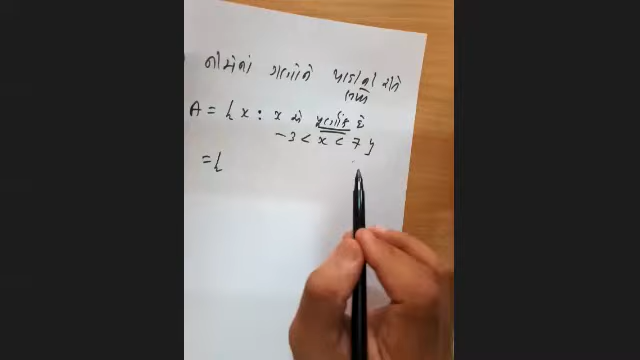 નીચેનાં ગણોને યાદીની રીતે
લખો
A = { x : x એ પૂર્ણાંક છે
-3 < x < 7 }
= {